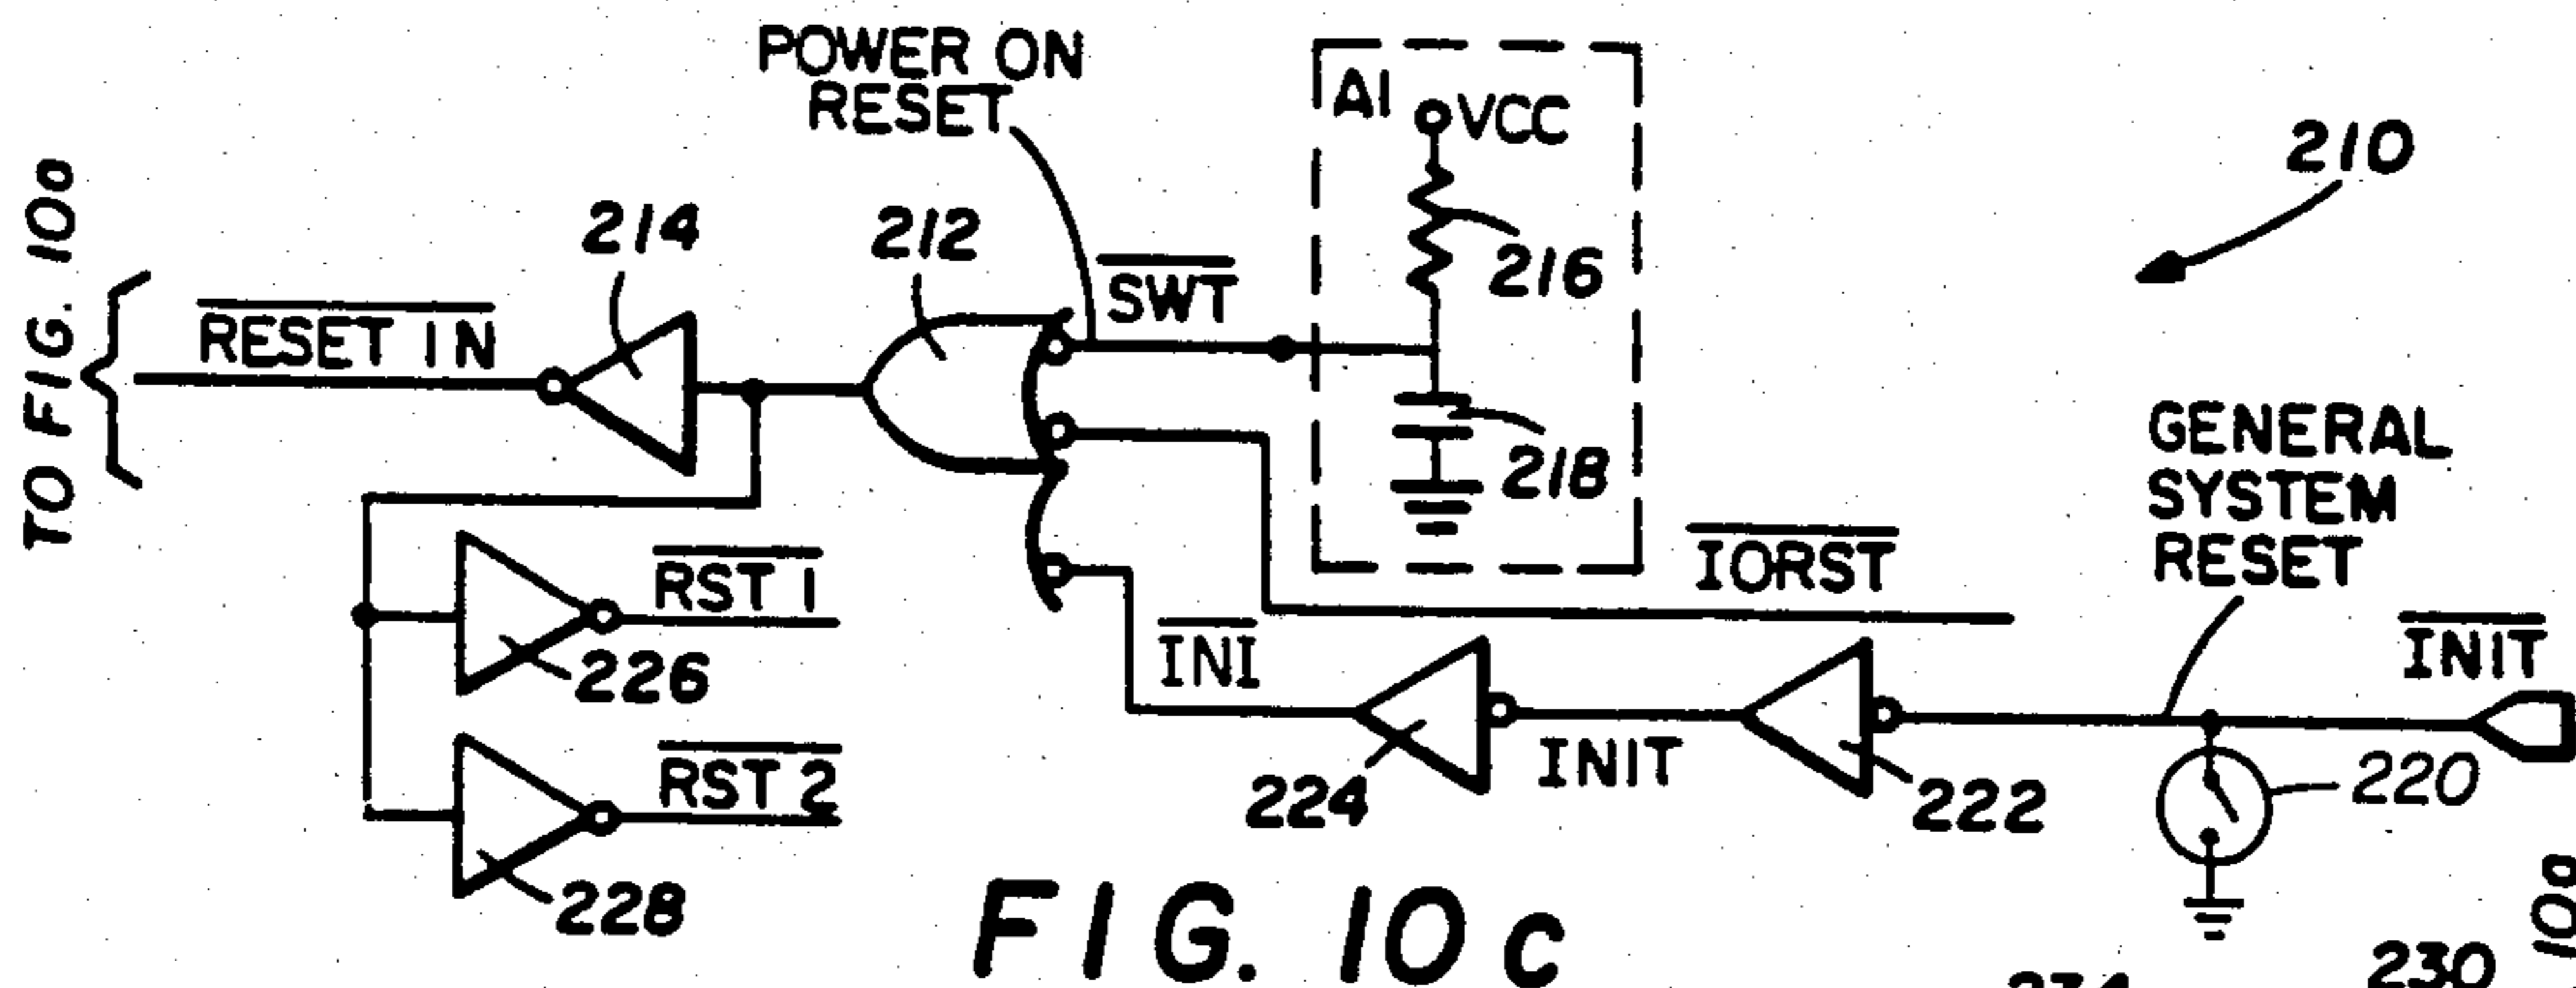 POWER ON
RESET
A1
VCC
210
TO FIG. 10a
214
212
216
SWT
RESET IN
218
GENERAL
SYSTEM
RESET
IORST
RST 1
226
INI
INIT
INIT
224
222
220
RST 2
228
FIG. 10c
230